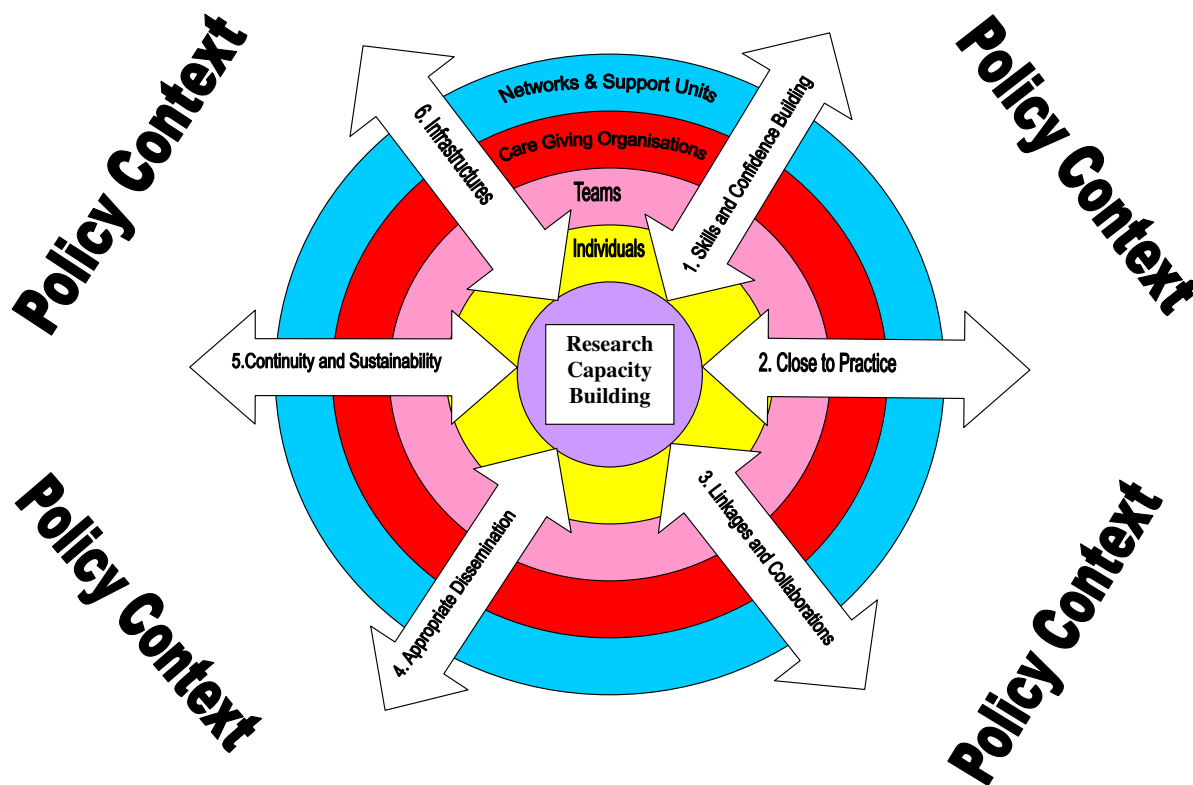 Policy Context
Policy Context
Networks & Support Units
Care Giving Organisations
Teams
Individuals
6. Infrastructures
1. Skills and Confidence Building
5.Continuity and Sustainability
Research
Capacity
Building
2. Close to Practice
4. Appropriate Dissemination
3. Linkages and Collaborations
Policy Context
Policy Context